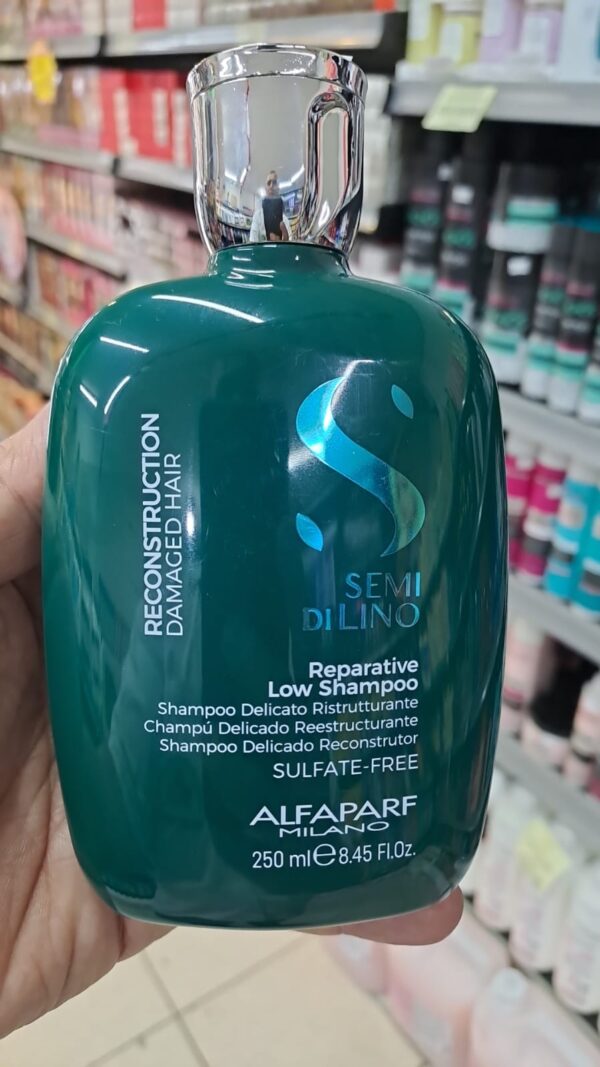 RECONSTRUCTION
DAMAGED HAIR
SEMI
DI LINO
Reparative
Low Shampoo
Shampoo Delicato Ristrutturante
Champú Delicado Reestructurante
Shampoo Delicado Reconstrutor
SULFATE-FREE
ALFAPARF
MILANO
250 ml℮8.45 Fl.Oz.